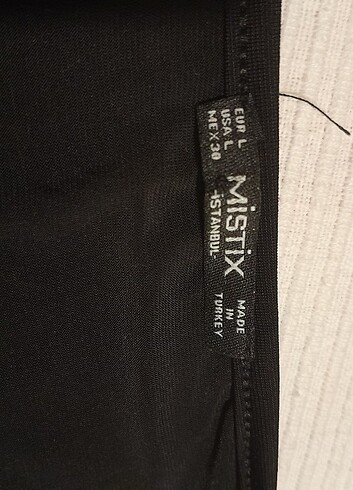 EUR L
USA L
MEX 30
MiSTiX
-iSTANBUL-
MADE
IN
TURKEY